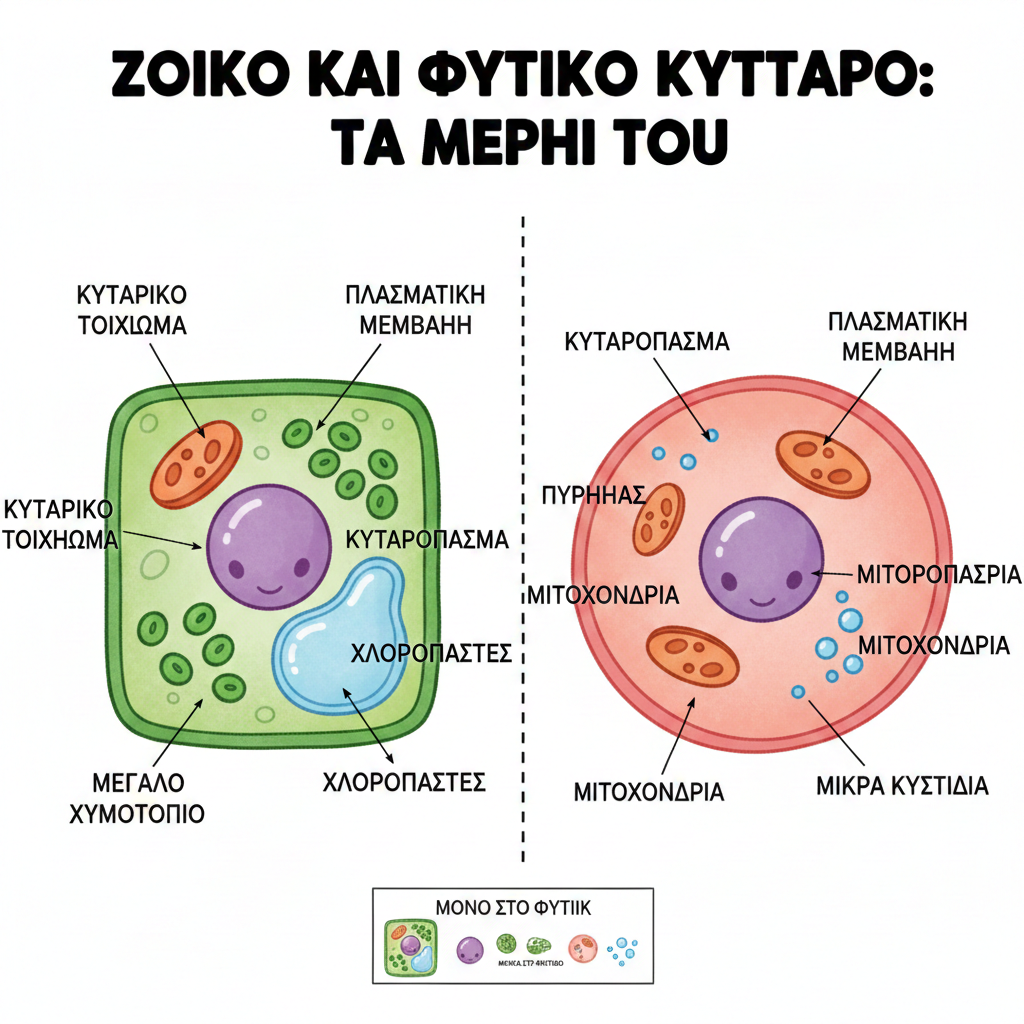 ΖΟΙΚΟ ΚΑΙ ΦΥΤΙΚΟ ΚΥΤΤΑΡΟ:
ΤΑ ΜΕΡΗΙ ΤΟU
ΚΥΤΑΡΙΚΟ
ΤΟΙΧΙΩΜΑ
ΠΛΑΣΜΑΤΙΚΗ
ΜΕΜΒΑΗΗ
ΚΥΤΑΡΙΚΟ
ΤΟΙΧΗΩΜΑ
ΚΥΤΑΡΟΠΑΣΜΑ
ΧΛΟΡΟΠΑΣΤΕΣ
ΜΕΓΑΛΟ
ΧΥΜΟΤΟΠΙΟ
ΧΛΟΡΟΠΑΣΤΕΣ
ΚΥΤΑΡΟΠΑΣΜΑ
ΠΛΑΣΜΑΤΙΚΗ
ΜΕΜΒΑΗΗ
ΠΥΡΗΗΑΣ
ΜΙΤΟΧΟΝΔΡΙΑ
ΜΙΤΟΡΟΠΑΣΡΙΑ
ΜΙΤΟΧΟΝΔΡΙΑ
ΜΙΤΟΧΟΝΔΡΙΑ
ΜΙΚΡΑ ΚΥΣΤΙΔΙΑ
ΜΟΝΟ ΣΤΟ ΦΥΤΙΙΚ